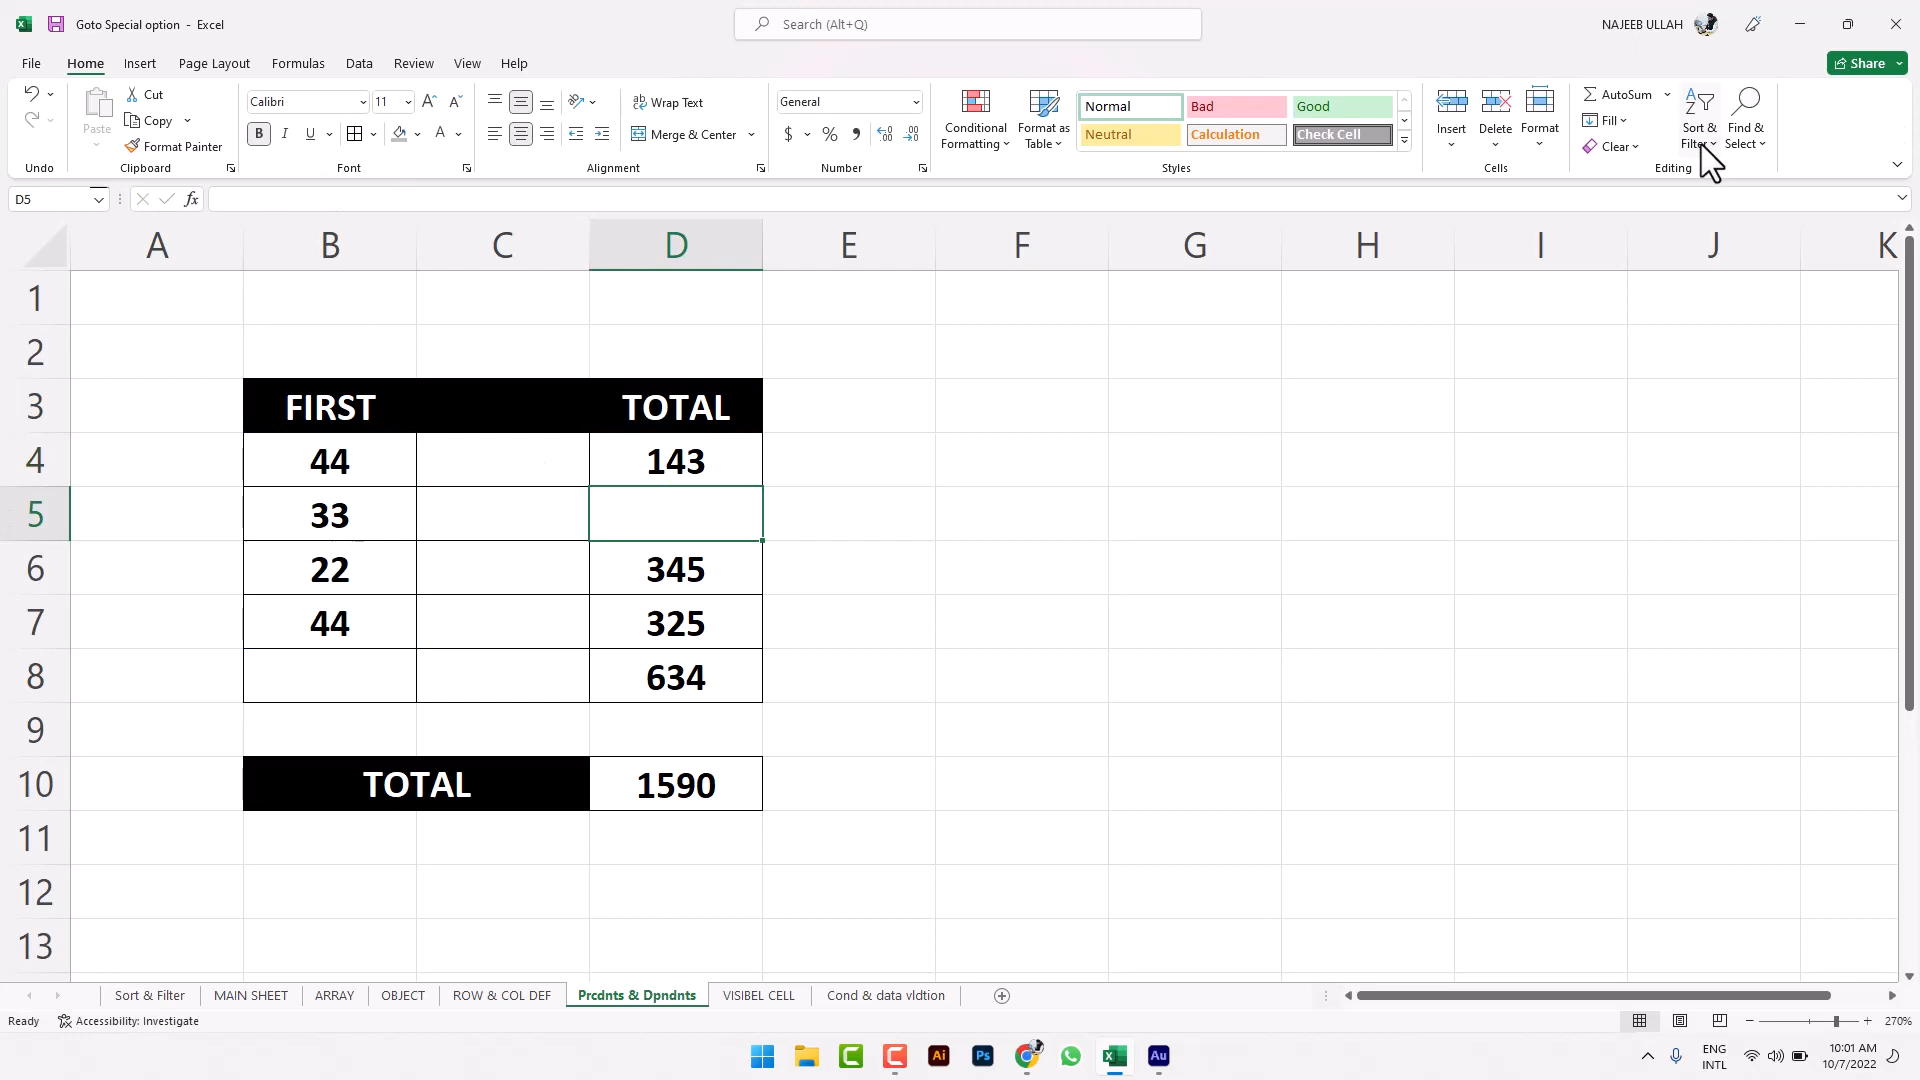 Goto Special option - Excel
Search (Alt+Q)
NAJEEB ULLAH
File Home Insert Page Layout Formulas Data Review View Help
Share
Paste
Cut
Copy
Format Painter
Calibri 11
B I U
A
Wrap Text
Merge & Center
General
$ % ,
Conditional Formatting
Format as Table
Normal Bad Good
Neutral Calculation Check Cell
Insert Delete Format
AutoSum
Fill
Clear
Sort & Filter
Find & Select
Undo Clipboard Font Alignment Number Styles Cells Editing
D5
fx
A B C D E F G H I J K
1
2
3 FIRST TOTAL
4 44 143
5 33
6 22 345
7 44 325
8 634
9
10 TOTAL 1590
11
12
13
Sort & Filter MAIN SHEET ARRAY OBJECT ROW & COL DEF Prcdnts & Dpndnts VISIBEL CELL Cond & data vldtion
Ready Accessibility: Investigate
270%
Ai Ps Au
ENG
INTL
10:01 AM
10/7/2022